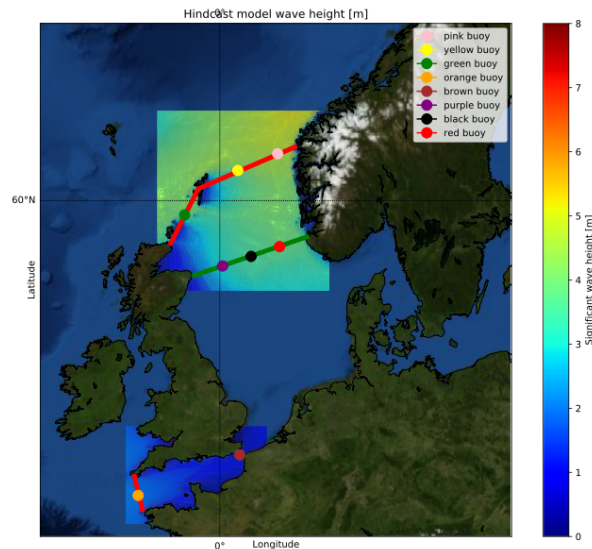 Hindcast model wave height [m]
0°
pink buoy
yellow buoy
green buoy
orange buoy
brown buoy
purple buoy
black buoy
red buoy
60°N
Latitude
0°
Longitude
8
7
6
5
4
3
2
1
0
Significant wave height [m]